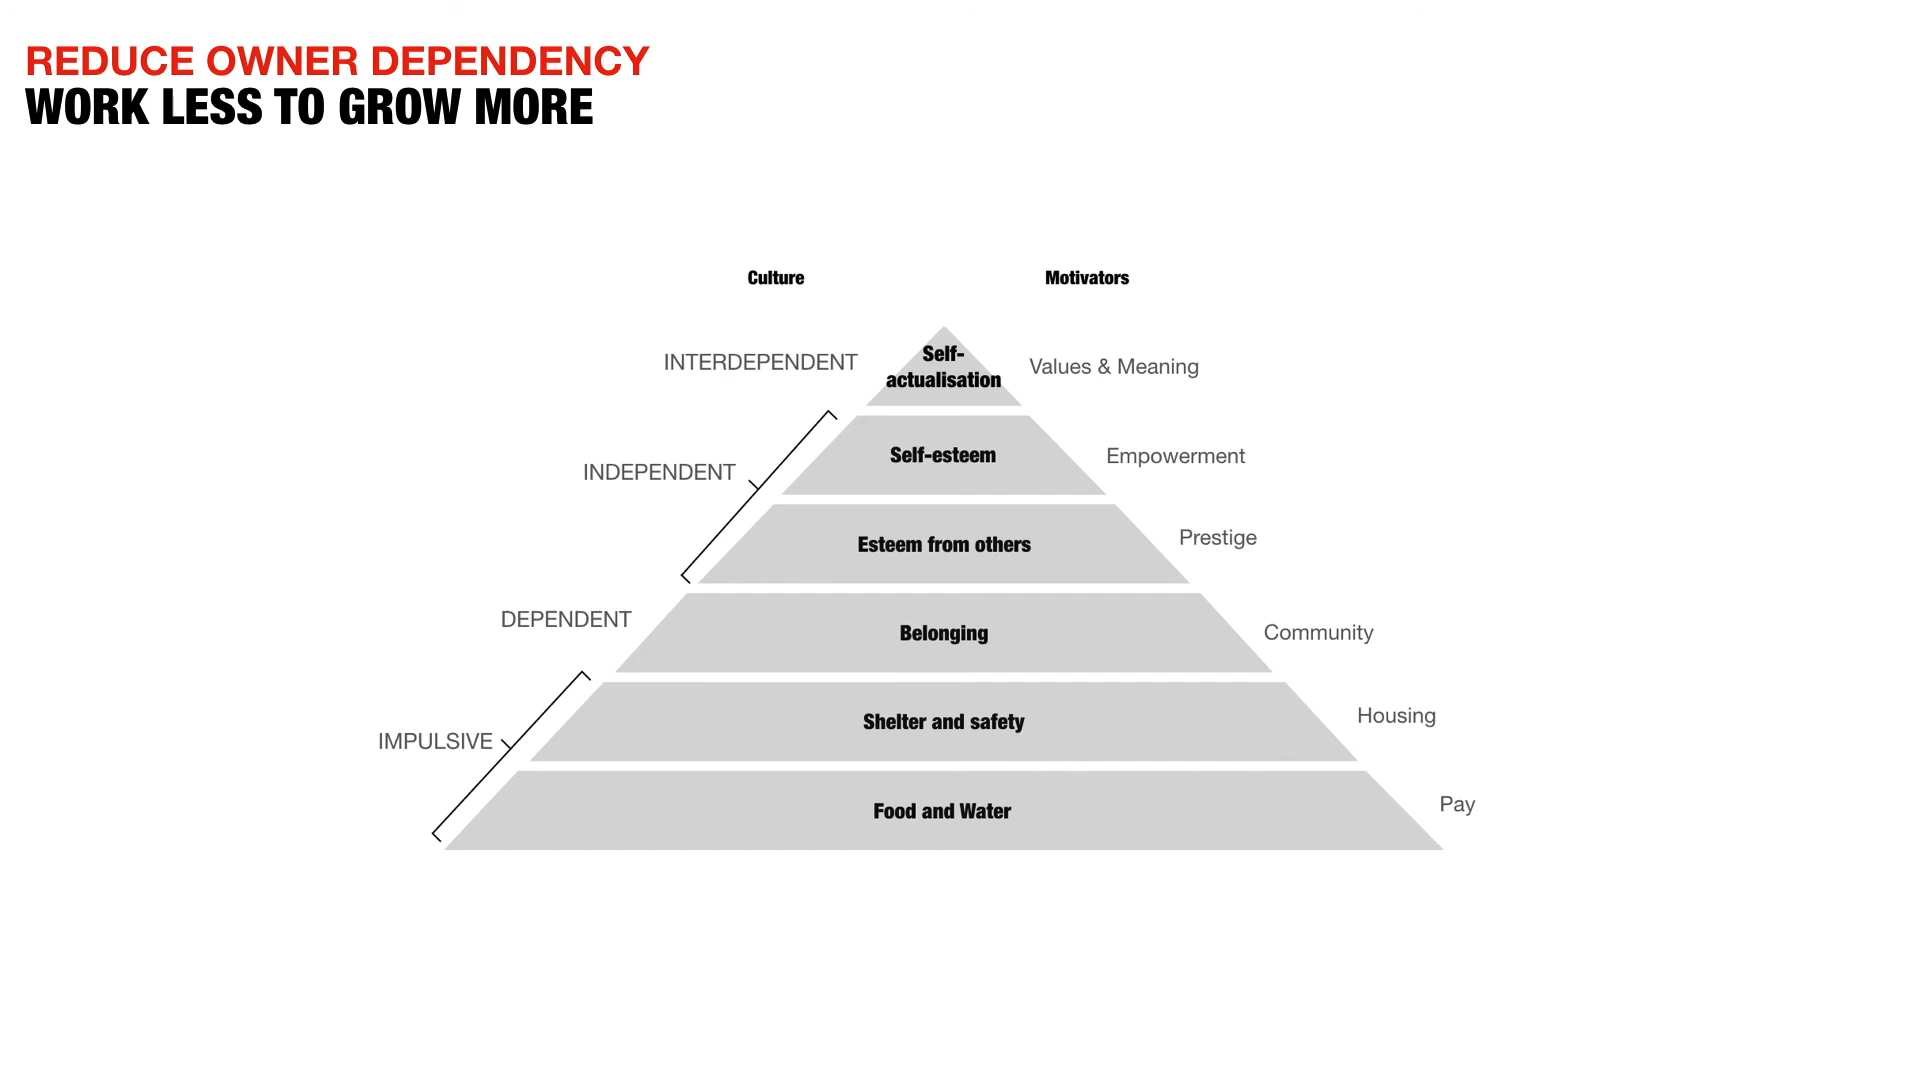 REDUCE OWNER DEPENDENCY
WORK LESS TO GROW MORE
Culture
Motivators
INTERDEPENDENT
Self-
actualisation
Values & Meaning
INDEPENDENT
Self-esteem
Empowerment
Esteem from others
Prestige
DEPENDENT
Belonging
Community
IMPULSIVE
Shelter and safety
Housing
Food and Water
Pay